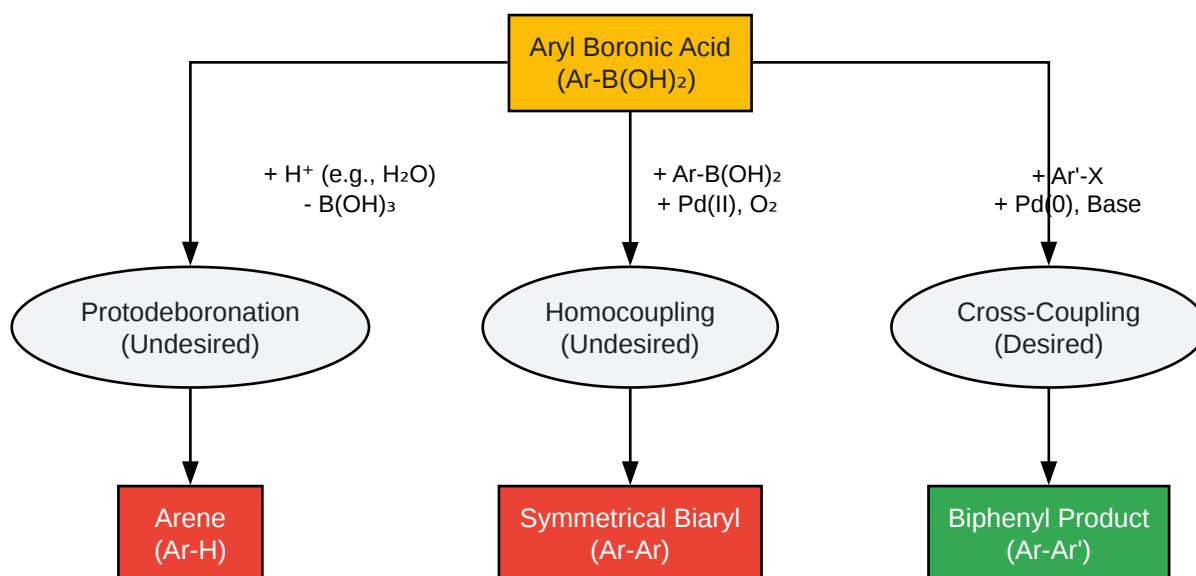 Aryl Boronic Acid
(Ar-B(OH)₂)
+ H⁺ (e.g., H₂O)
- B(OH)₃
+ Ar-B(OH)₂
+ Pd(II), O₂
+ Ar'-X
+ Pd(0), Base
Protodeboronation
(Undesired)
Homocoupling
(Undesired)
Cross-Coupling
(Desired)
Arene
(Ar-H)
Symmetrical Biaryl
(Ar-Ar)
Biphenyl Product
(Ar-Ar')